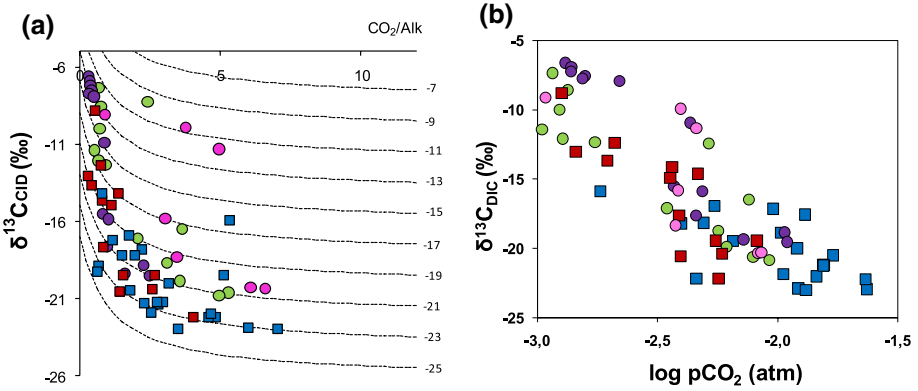 (a)
CO2/Alk
0 5 10
-6
-11
-16
-21
-26
δ13CCID (‰)
-7
-9
-11
-13
-15
-17
-19
-21
-23
-25
(b)
-5
-10
-15
-20
-25
δ13CDIC (‰)
-3,0 -2,5 -2,0 -1,5
log pCO2 (atm)